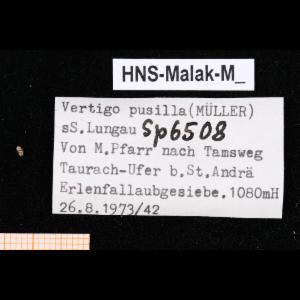 HNS-Malak-M_
Vertigo pusilla(MÜLLER)
sS.Lungau Sp6508
Von M.Pfarr nach Tamsweg
Taurach-Ufer b.St.Andrä
Erlenfallaubgesiebe.1080mH
26.8.1973/42